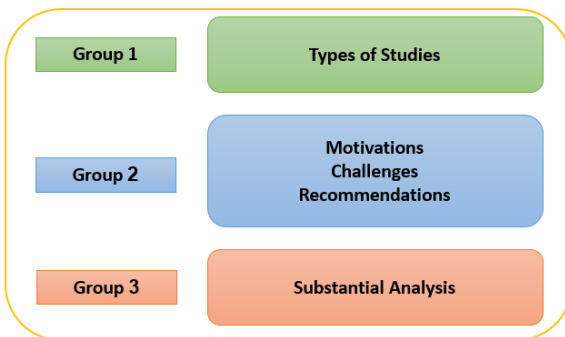 Group 1
Types of Studies
Group 2
Motivations
Challenges
Recommendations
Group 3
Substantial Analysis